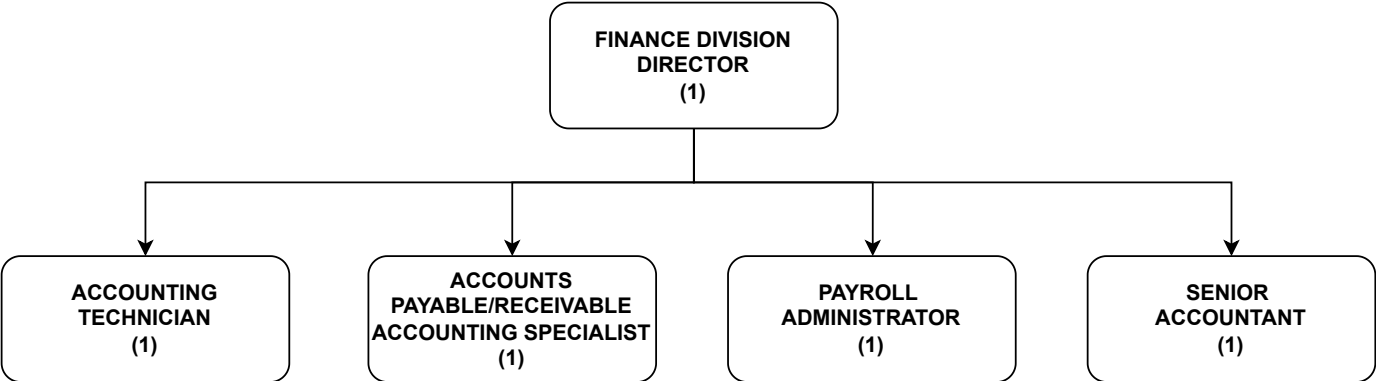 FINANCE DIVISION
DIRECTOR
(1)
ACCOUNTING
TECHNICIAN
(1)
ACCOUNTS
PAYABLE/RECEIVABLE
ACCOUNTING SPECIALIST
(1)
PAYROLL
ADMINISTRATOR
(1)
SENIOR
ACCOUNTANT
(1)